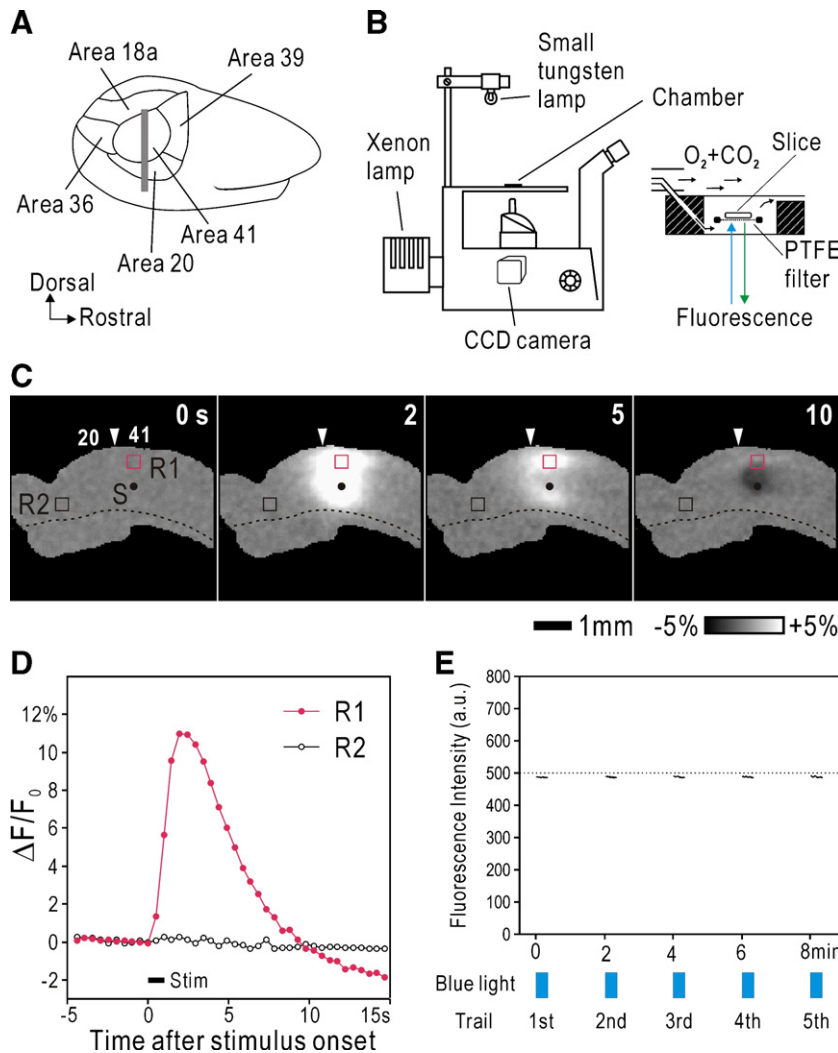 A
Area 18a
Area 39
Area 36
Area 41
Area 20
Dorsal
Rostral
B
Small
tungsten
lamp
Chamber
Xenon
lamp
CCD camera
O2+CO2
Slice
PTFE
filter
Fluorescence
C
0 s
20
41
R1
S
R2
2
5
10
1mm
-5%
+5%
D
ΔF/F0
12%
10
8
6
4
2
0
-2
R1
R2
Stim
-5
0
5
10
15s
Time after stimulus onset
E
Fluorescence Intensity (a.u.)
800
700
600
500
400
300
200
100
0
0
2
4
6
8min
Blue light
Trail
1st
2nd
3rd
4th
5th